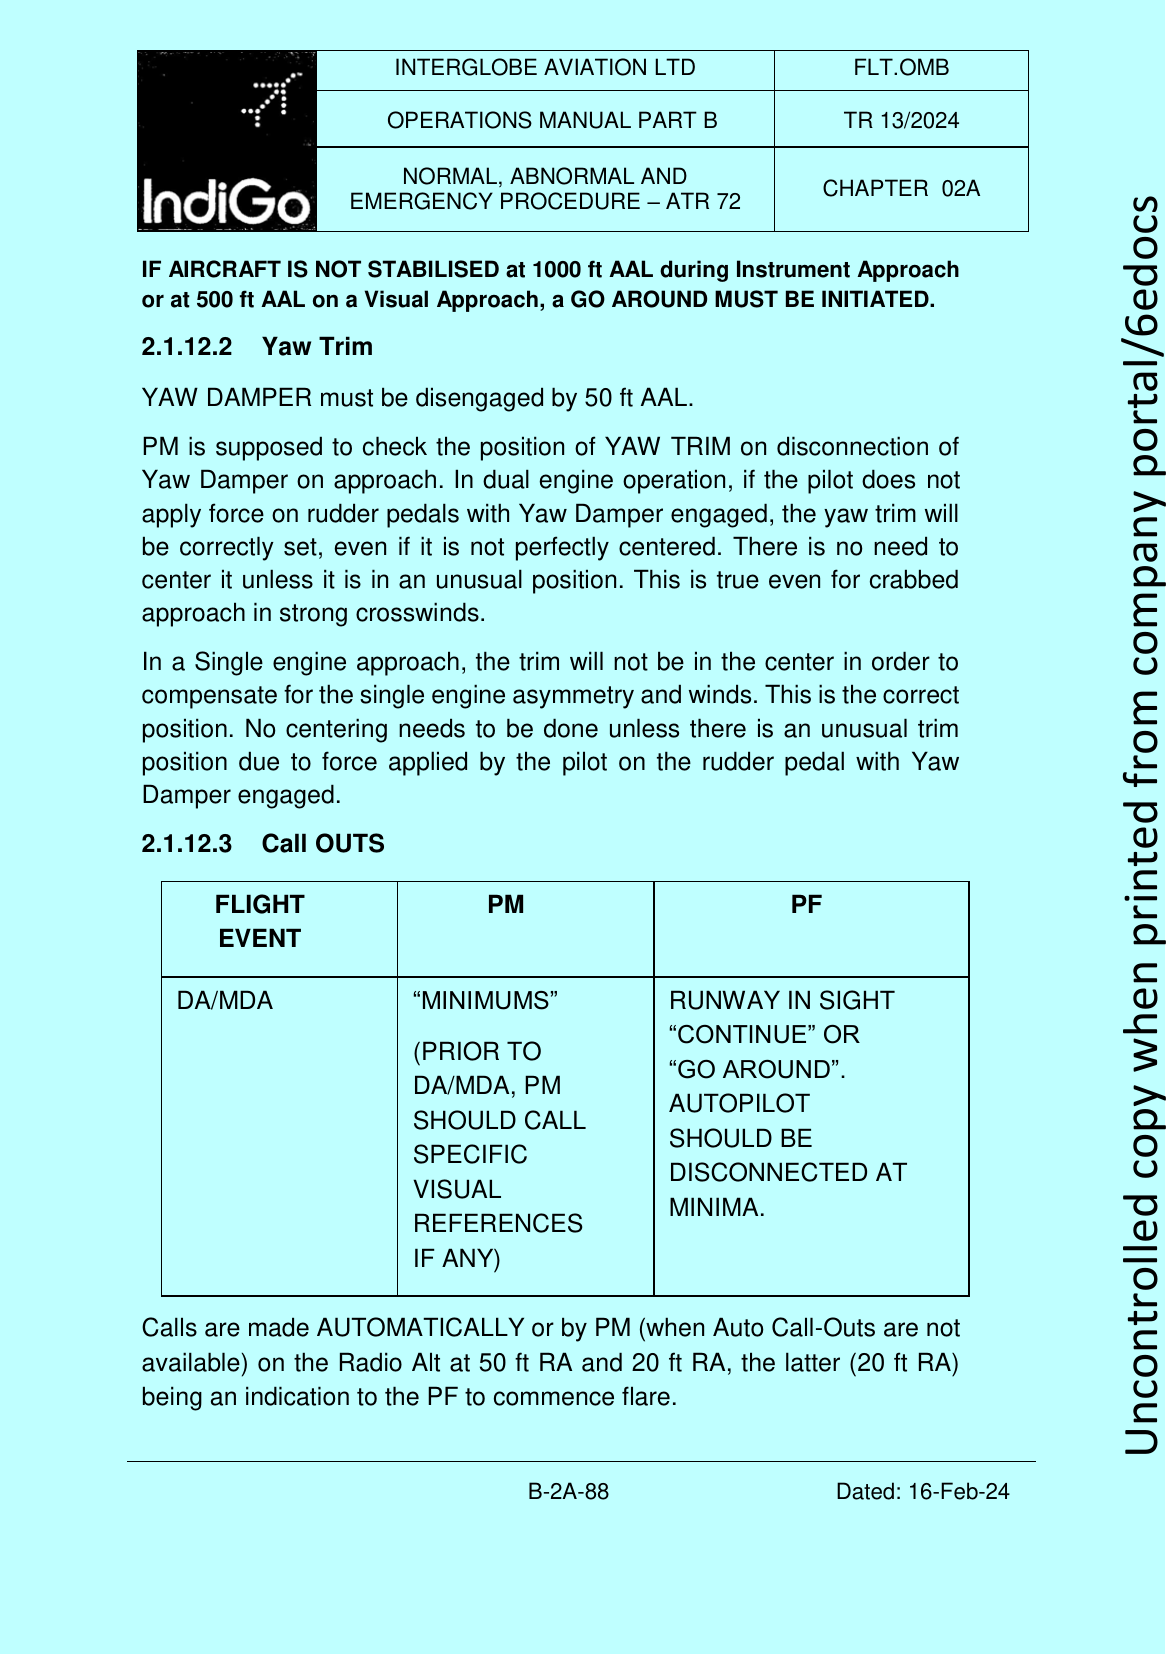 IndiGo
INTERGLOBE AVIATION LTD
FLT.OMB
OPERATIONS MANUAL PART B
TR 13/2024
NORMAL, ABNORMAL AND
EMERGENCY PROCEDURE – ATR 72
CHAPTER  02A
IF AIRCRAFT IS NOT STABILISED at 1000 ft AAL during Instrument Approach
or at 500 ft AAL on a Visual Approach, a GO AROUND MUST BE INITIATED.
2.1.12.2 Yaw Trim
YAW DAMPER must be disengaged by 50 ft AAL.
PM is supposed to check the position of YAW TRIM on disconnection of
Yaw Damper on approach. In dual engine operation, if the pilot does not
apply force on rudder pedals with Yaw Damper engaged, the yaw trim will
be correctly set, even if it is not perfectly centered. There is no need to
center it unless it is in an unusual position. This is true even for crabbed
approach in strong crosswinds.
In a Single engine approach, the trim will not be in the center in order to
compensate for the single engine asymmetry and winds. This is the correct
position. No centering needs to be done unless there is an unusual trim
position due to force applied by the pilot on the rudder pedal with Yaw
Damper engaged.
2.1.12.3 Call OUTS
FLIGHT
EVENT
PM
PF
DA/MDA
“MINIMUMS”
(PRIOR TO
DA/MDA, PM
SHOULD CALL
SPECIFIC
VISUAL
REFERENCES
IF ANY)
RUNWAY IN SIGHT
“CONTINUE” OR
“GO AROUND”.
AUTOPILOT
SHOULD BE
DISCONNECTED AT
MINIMA.
Calls are made AUTOMATICALLY or by PM (when Auto Call-Outs are not
available) on the Radio Alt at 50 ft RA and 20 ft RA, the latter (20 ft RA)
being an indication to the PF to commence flare.
B-2A-88
Dated: 16-Feb-24
Uncontrolled copy when printed from company portal/6edocs